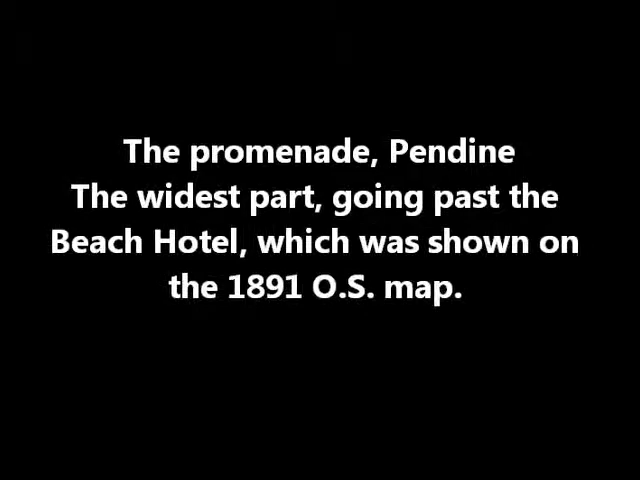 The promenade, Pendine
The widest part, going past the
Beach Hotel, which was shown on
the 1891 O.S. map.